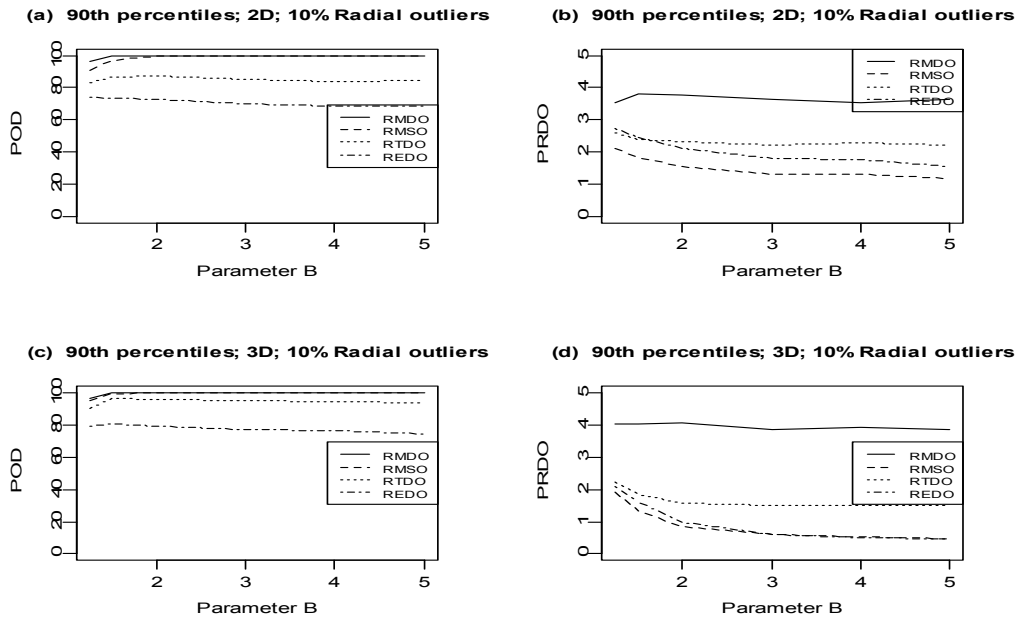 (a) 90th percentiles; 2D; 10% Radial outliers
POD
0 20 40 60 80 100
RMDO
RMSO
RTDO
REDO
2 3 4 5
Parameter B
(b) 90th percentiles; 2D; 10% Radial outliers
PRDO
0 1 2 3 4 5
RMDO
RMSO
RTDO
REDO
2 3 4 5
Parameter B
(c) 90th percentiles; 3D; 10% Radial outliers
POD
0 20 40 60 80 100
RMDO
RMSO
RTDO
REDO
2 3 4 5
Parameter B
(d) 90th percentiles; 3D; 10% Radial outliers
PRDO
0 1 2 3 4 5
RMDO
RMSO
RTDO
REDO
2 3 4 5
Parameter B